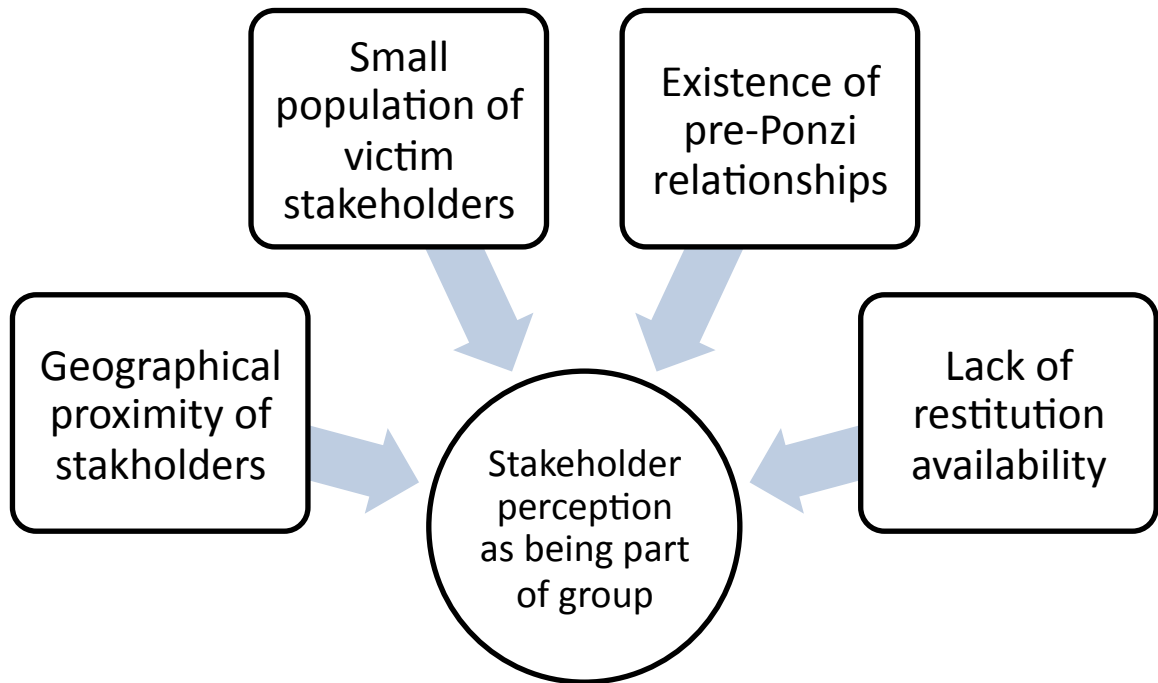 Small
population of
victim
stakeholders
Existence of
pre-Ponzi
relationships
Geographical
proximity of
stakholders
Lack of
restitution
availability
Stakeholder
perception
as being part
of group